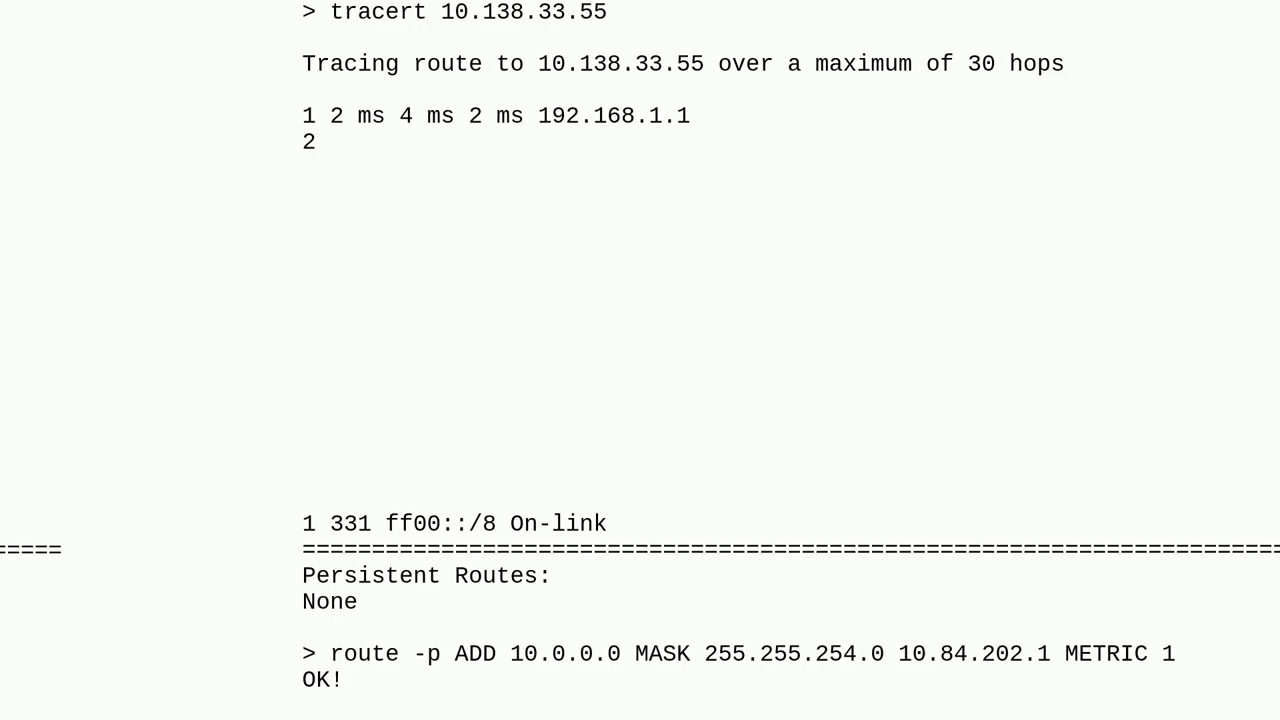 > tracert 10.138.33.55
Tracing route to 10.138.33.55 over a maximum of 30 hops
1 2 ms 4 ms 2 ms 192.168.1.1
2
1 331 ff00::/8 On-link
===== =======================================================================
Persistent Routes:
None
> route -p ADD 10.0.0.0 MASK 255.255.254.0 10.84.202.1 METRIC 1
OK!